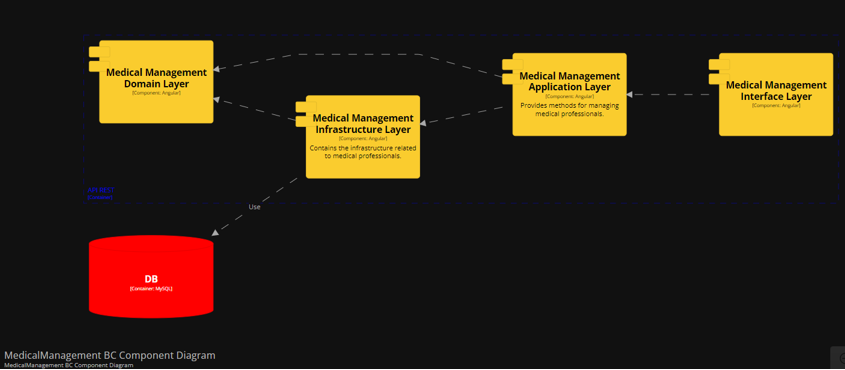 Medical Management
Domain Layer
[Component: Angular]
Medical Management
Infrastructure Layer
[Component: Angular]
Contains the infrastructure related
to medical professionals.
Medical Management
Application Layer
[Component: Angular]
Provides methods for managing
medical professionals.
Medical Management
Interface Layer
[Component: Angular]
API REST
[Container]
Use
DB
[Container: MySQL]
MedicalManagement BC Component Diagram
MedicalManagement BC Component Diagram